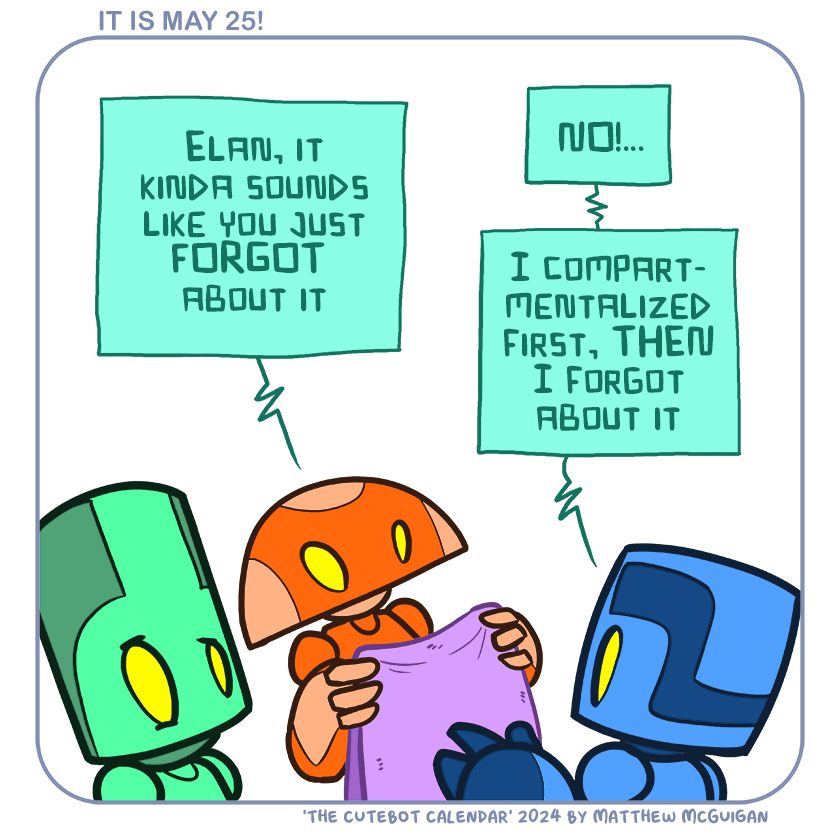 IT IS MAY 25!
ELAN, IT
KINDA SOUNDS
LIKE YOU JUST
FORGOT
ABOUT IT
NO!...
I COMPART-
MENTALIZED
FIRST, THEN
I FORGOT
ABOUT IT
'THE CUTEBOT CALENDAR' 2024 BY MATTHEW MCGUIGAN